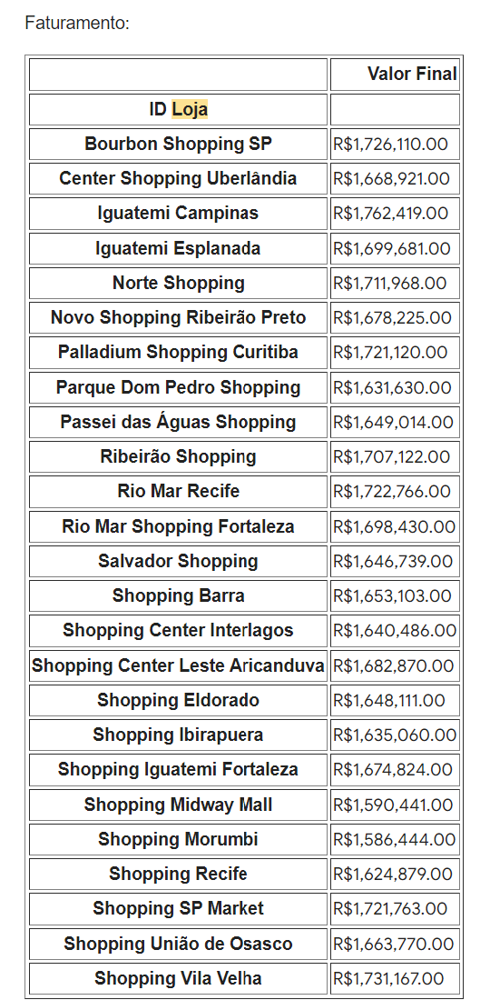 Faturamento:
Valor Final
ID Loja
Bourbon Shopping SP R$1,726,110.00
Center Shopping Uberlândia R$1,668,921.00
Iguatemi Campinas R$1,762,419.00
Iguatemi Esplanada R$1,699,681.00
Norte Shopping R$1,711,968.00
Novo Shopping Ribeirão Preto R$1,678,225.00
Palladium Shopping Curitiba R$1,721,120.00
Parque Dom Pedro Shopping R$1,631,630.00
Passei das Águas Shopping R$1,649,014.00
Ribeirão Shopping R$1,707,122.00
Rio Mar Recife R$1,722,766.00
Rio Mar Shopping Fortaleza R$1,698,430.00
Salvador Shopping R$1,646,739.00
Shopping Barra R$1,653,103.00
Shopping Center Interlagos R$1,640,486.00
Shopping Center Leste Aricanduva R$1,682,870.00
Shopping Eldorado R$1,648,111.00
Shopping Ibirapuera R$1,635,060.00
Shopping Iguatemi Fortaleza R$1,674,824.00
Shopping Midway Mall R$1,590,441.00
Shopping Morumbi R$1,586,444.00
Shopping Recife R$1,624,879.00
Shopping SP Market R$1,721,763.00
Shopping União de Osasco R$1,663,770.00
Shopping Vila Velha R$1,731,167.00